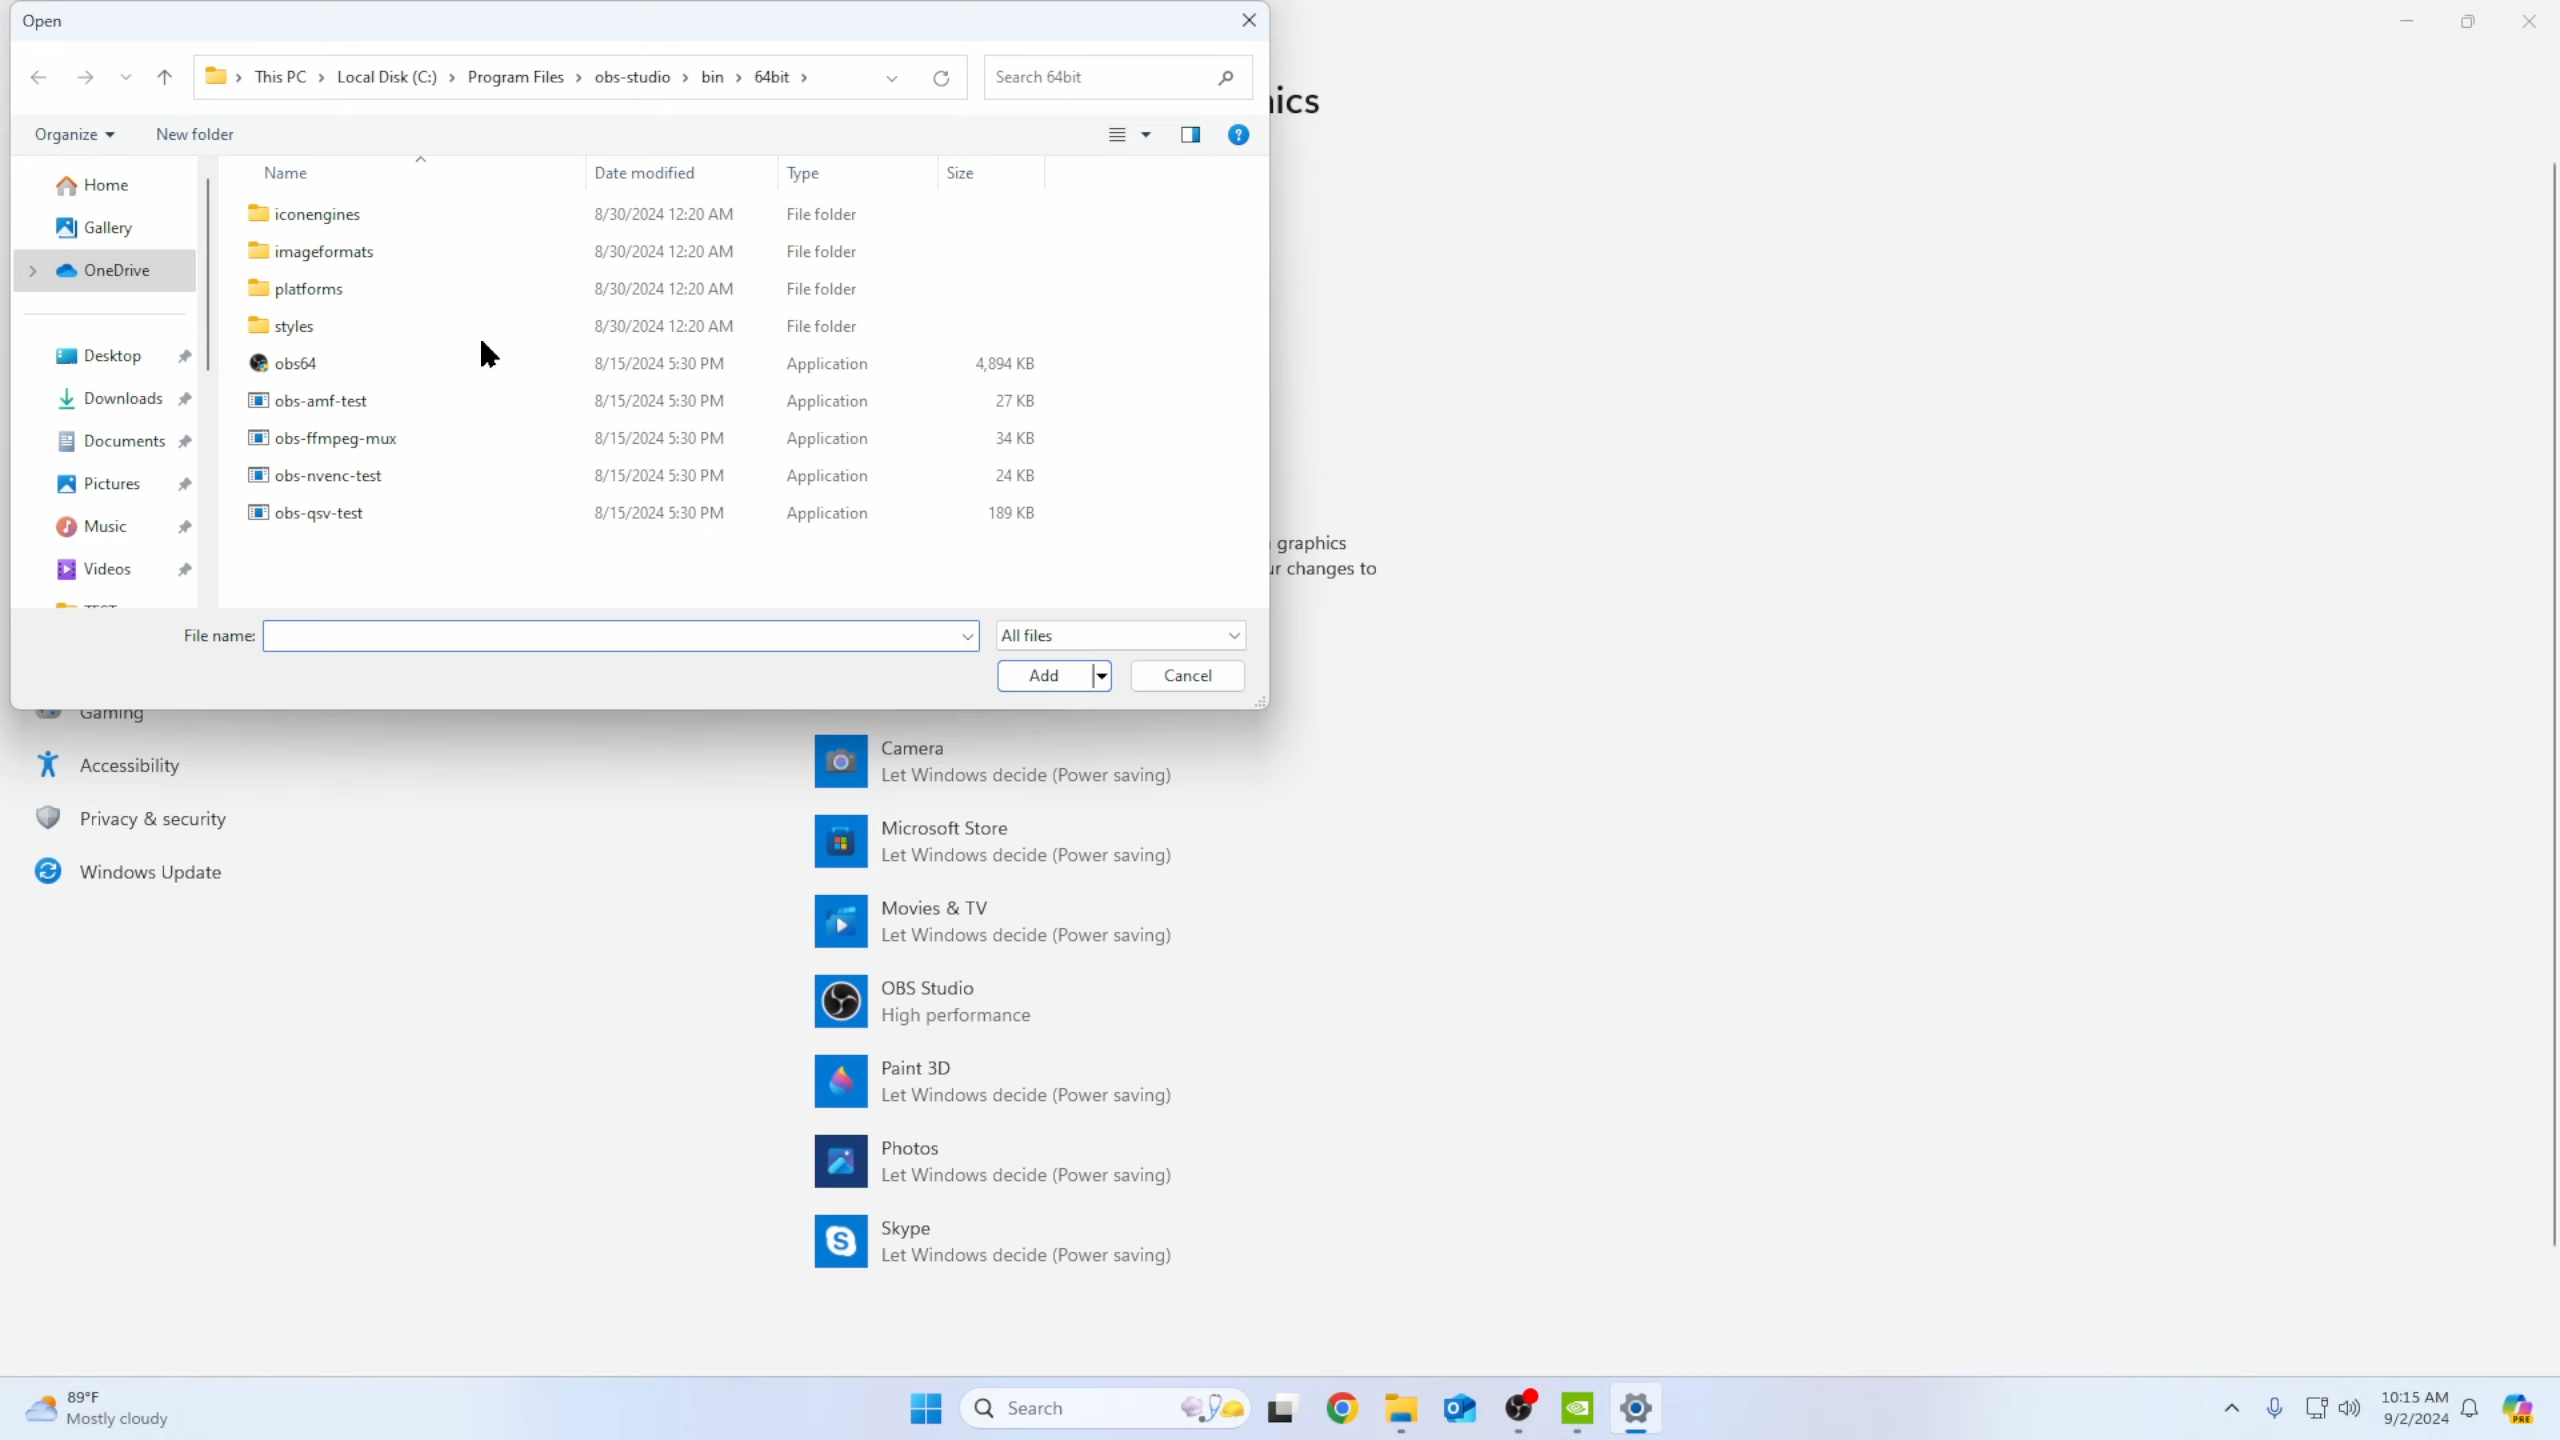 Open
This PC > Local Disk (C:) > Program Files > obs-studio > bin > 64bit >
Search 64bit
Organize
New folder
Home
Gallery
OneDrive
Desktop
Downloads
Documents
Pictures
Music
Videos
Name Date modified Type Size
iconengines 8/30/2024 12:20 AM File folder
imageformats 8/30/2024 12:20 AM File folder
platforms 8/30/2024 12:20 AM File folder
styles 8/30/2024 12:20 AM File folder
obs64 8/15/2024 5:30 PM Application 4,894 KB
obs-amf-test 8/15/2024 5:30 PM Application 27 KB
obs-ffmpeg-mux 8/15/2024 5:30 PM Application 34 KB
obs-nvenc-test 8/15/2024 5:30 PM Application 24 KB
obs-qsv-test 8/15/2024 5:30 PM Application 189 KB
File name:
All files
Add
Cancel
graphics
changes to
Gaming
Accessibility
Privacy & security
Windows Update
Camera
Let Windows decide (Power saving)
Microsoft Store
Let Windows decide (Power saving)
Movies & TV
Let Windows decide (Power saving)
OBS Studio
High performance
Paint 3D
Let Windows decide (Power saving)
Photos
Let Windows decide (Power saving)
Skype
Let Windows decide (Power saving)
89°F
Mostly cloudy
Search
10:15 AM
9/2/2024
PRE